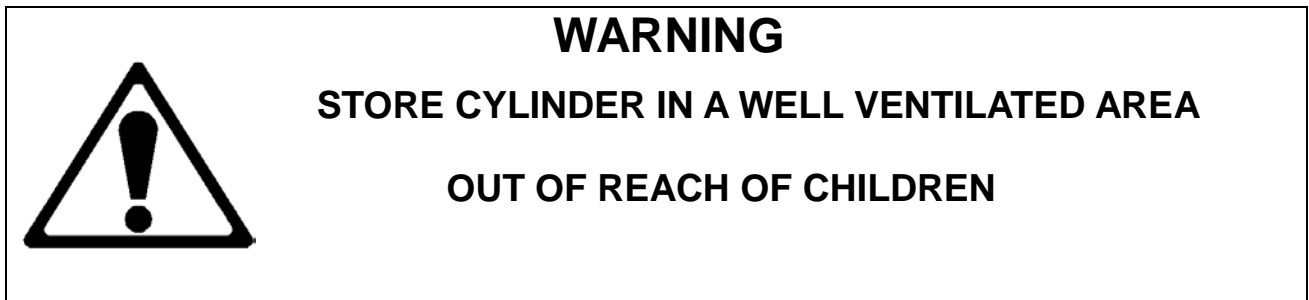 WARNING
STORE CYLINDER IN A WELL VENTILATED AREA
OUT OF REACH OF CHILDREN